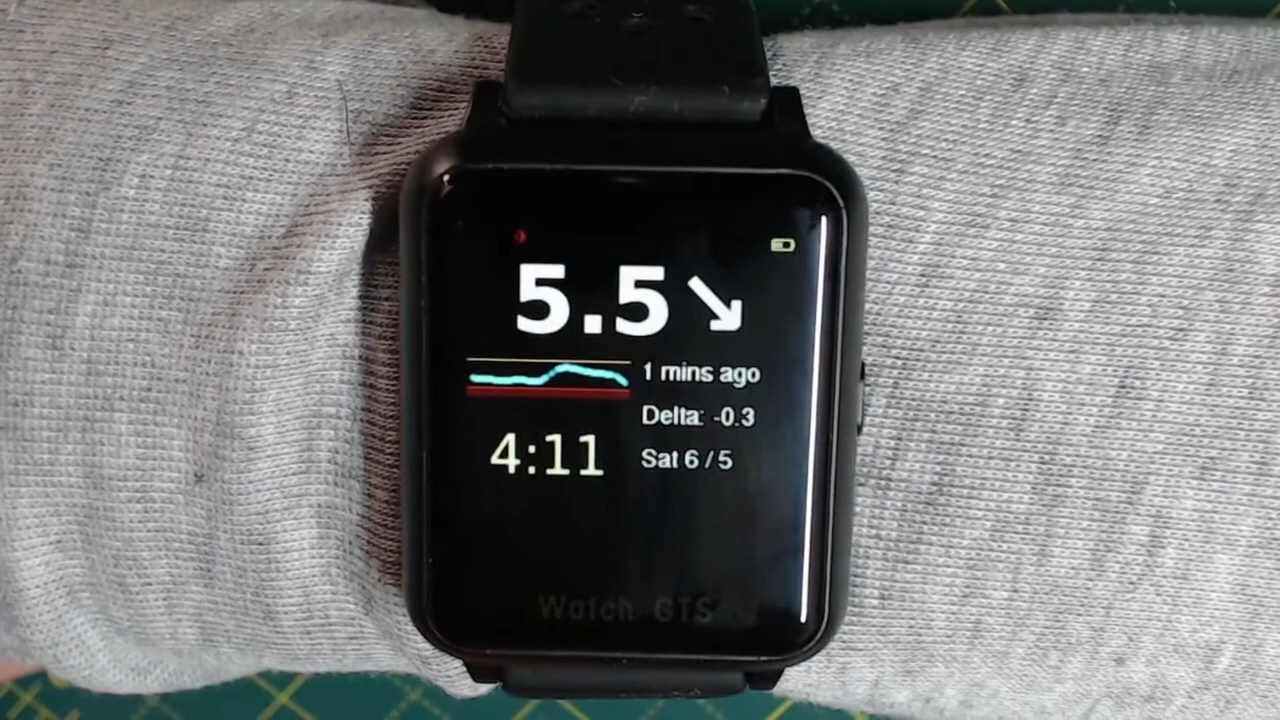 5.5
1 mins ago
Delta: -0.3
4:11
Sat 6 / 5
Watch GTS